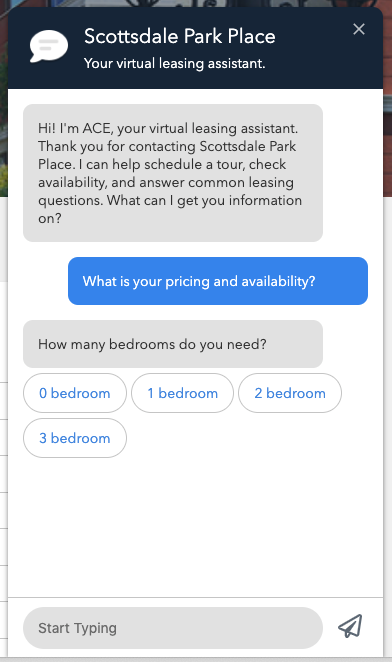 Scottsdale Park Place
Your virtual leasing assistant.
Hi! I'm ACE, your virtual leasing assistant.
Thank you for contacting Scottsdale Park
Place. I can help schedule a tour, check
availability, and answer common leasing
questions. What can I get you information
on?
What is your pricing and availability?
How many bedrooms do you need?
0 bedroom
1 bedroom
2 bedroom
3 bedroom
Start Typing